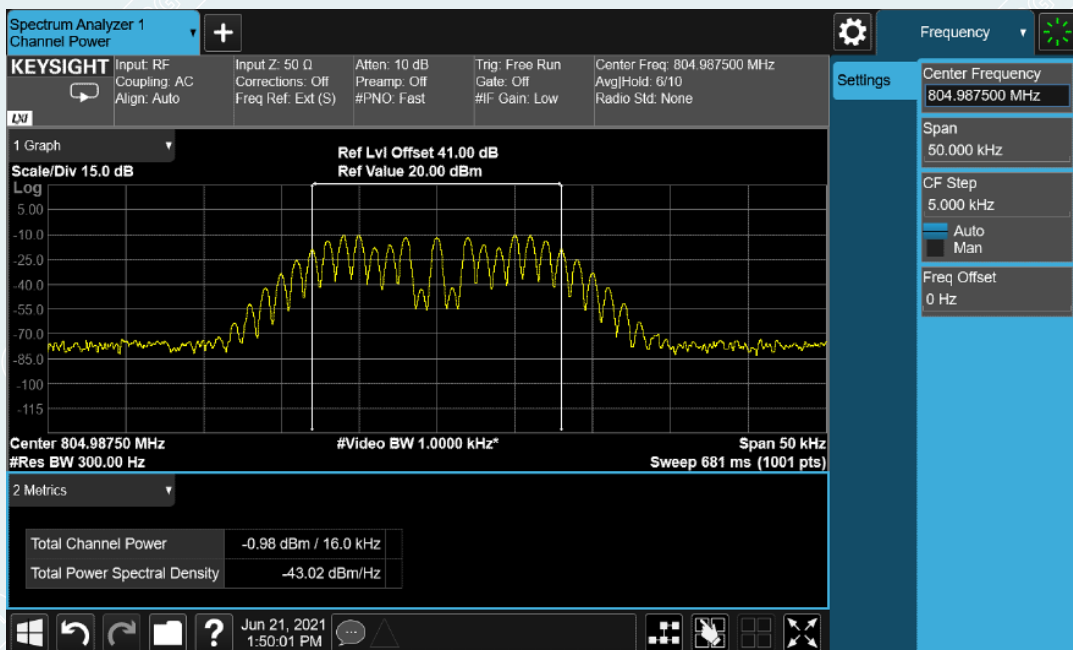 Spectrum Analyzer 1
Channel Power
+
Frequency
KEYSIGHT
LXI
Input: RF
Coupling: AC
Align: Auto
Input Z: 50 Ω
Corrections: Off
Freq Ref: Ext (S)
Atten: 10 dB
Preamp: Off
#PNO: Fast
Trig: Free Run
Gate: Off
#IF Gain: Low
Center Freq: 804.987500 MHz
Avg|Hold: 6/10
Radio Std: None
Settings
Center Frequency
804.987500 MHz
Span
50.000 kHz
CF Step
5.000 kHz
Auto
Man
Freq Offset
0 Hz
1 Graph
Scale/Div 15.0 dB
Ref Lvl Offset 41.00 dB
Ref Value 20.00 dBm
Log
5.00
-10.0
-25.0
-40.0
-55.0
-70.0
-85.0
-100
-115
Center 804.98750 MHz
#Video BW 1.0000 kHz*
Span 50 kHz
#Res BW 300.00 Hz
Sweep 681 ms (1001 pts)
2 Metrics
Total Channel Power -0.98 dBm / 16.0 kHz
Total Power Spectral Density -43.02 dBm/Hz
?
Jun 21, 2021
1:50:01 PM